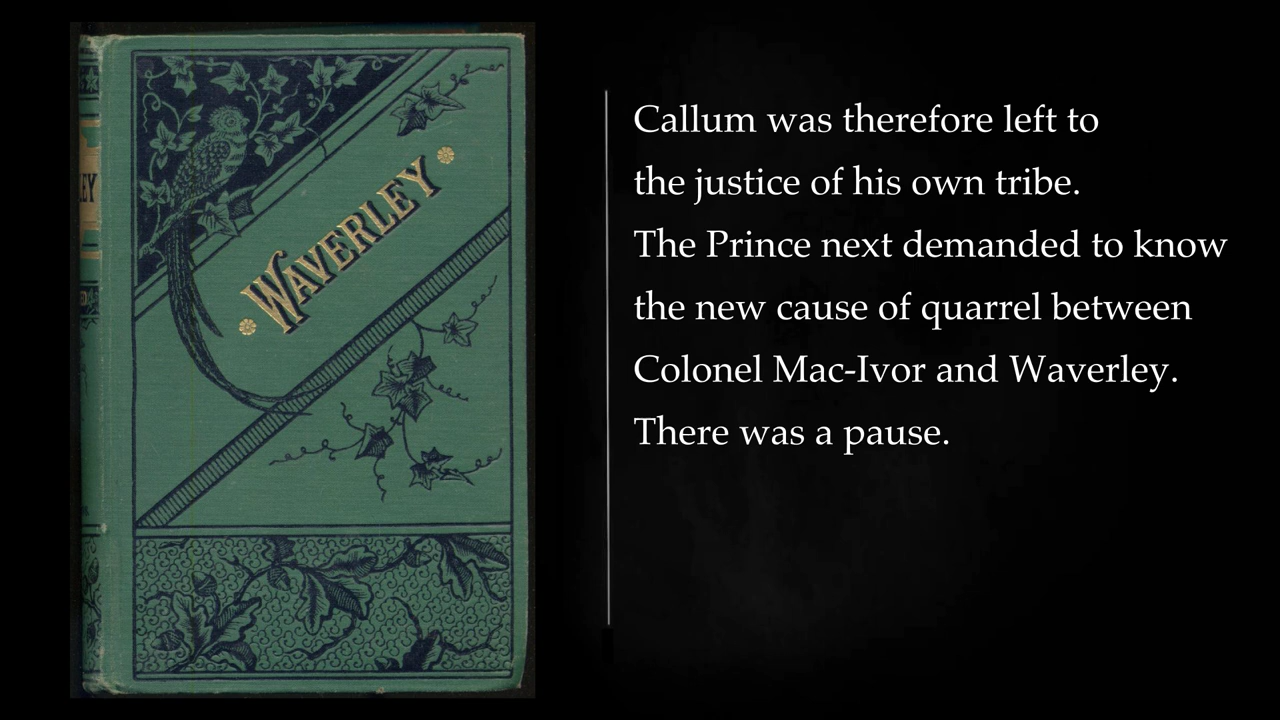 WAVERLEY
EY
Callum was therefore left to
the justice of his own tribe.
The Prince next demanded to know
the new cause of quarrel between
Colonel Mac-Ivor and Waverley.
There was a pause.